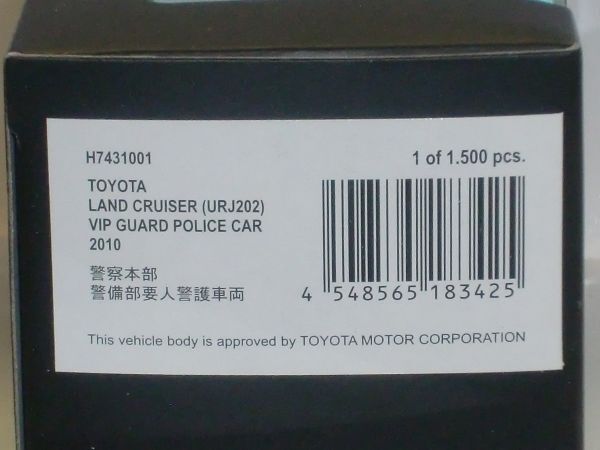 H7431001
1 of 1.500 pcs.
TOYOTA
LAND CRUISER (URJ202)
VIP GUARD POLICE CAR
2010
警察本部
警備部要人警護車両
4 548565 183425
This vehicle body is approved by TOYOTA MOTOR CORPORATION